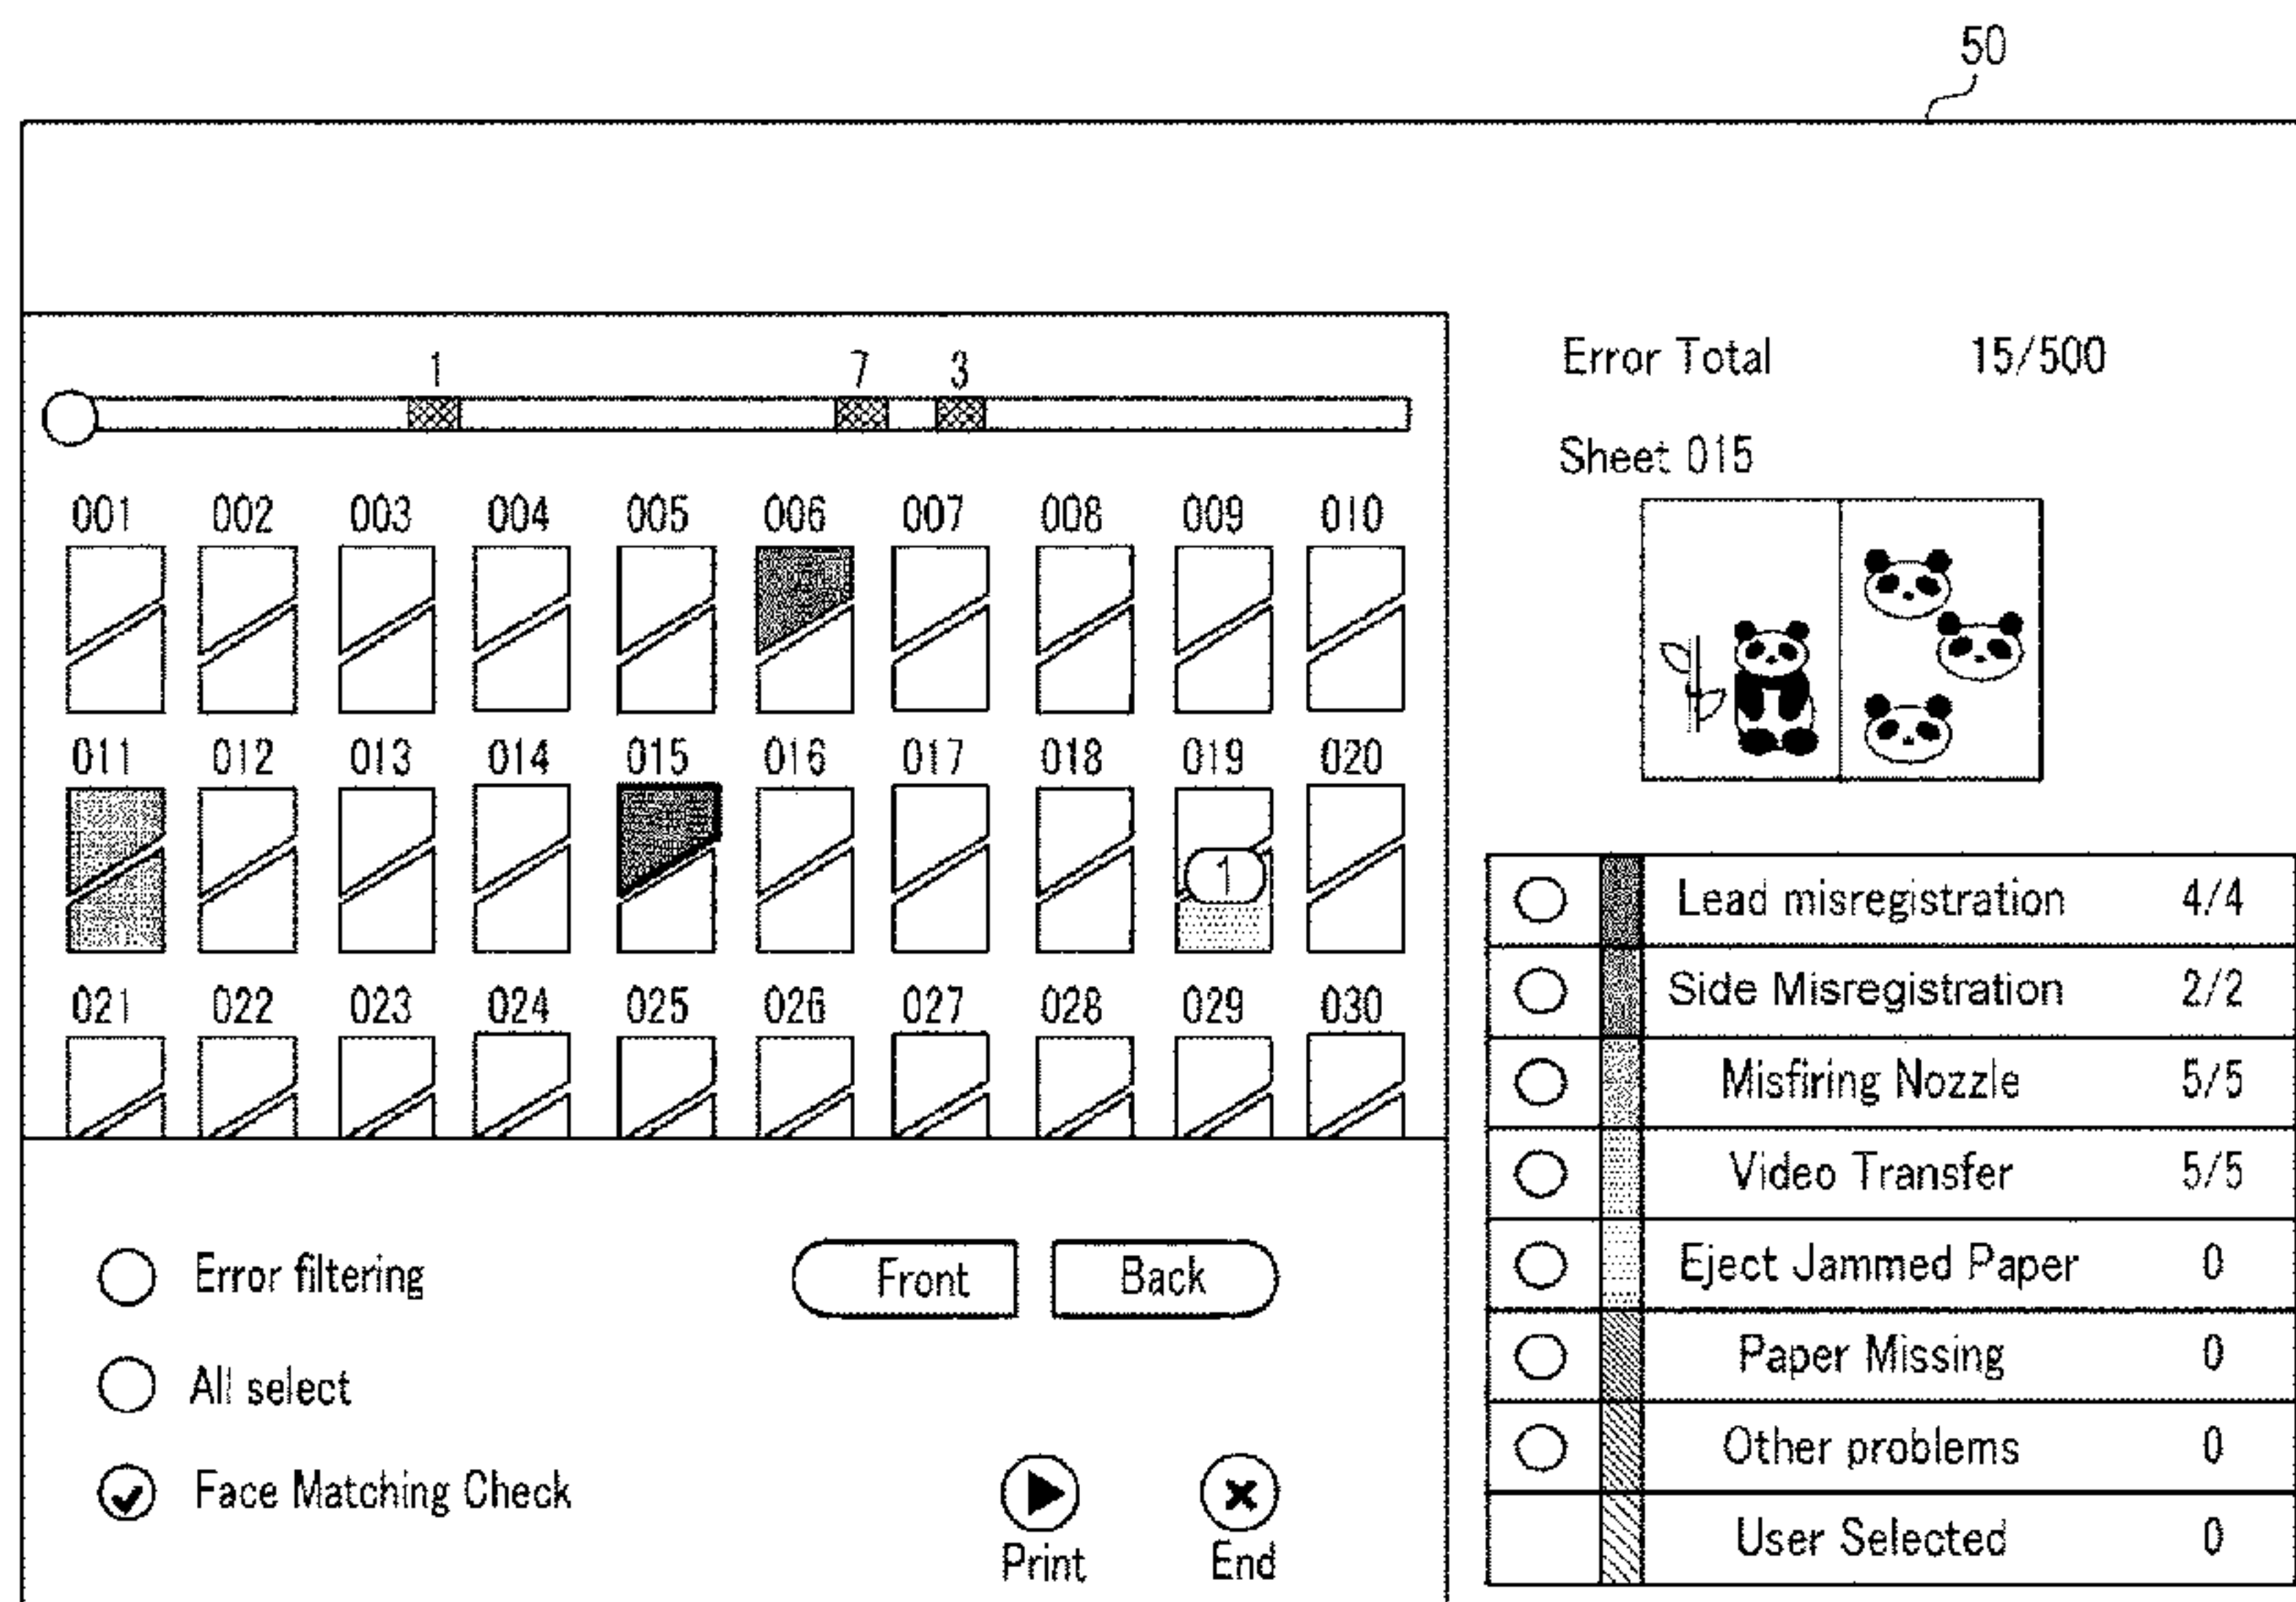 50
1 7 3
001 002 003 004 005 006 007 008 009 010
011 012 013 014 015 016 017 018 019 020
1
021 022 023 024 025 026 027 028 029 030
Error filtering
All select
Face Matching Check
Front Back
Print End
Error Total 15/500
Sheet 015
Lead misregistration 4/4
Side Misregistration 2/2
Misfiring Nozzle 5/5
Video Transfer 5/5
Eject Jammed Paper 0
Paper Missing 0
Other problems 0
User Selected 0